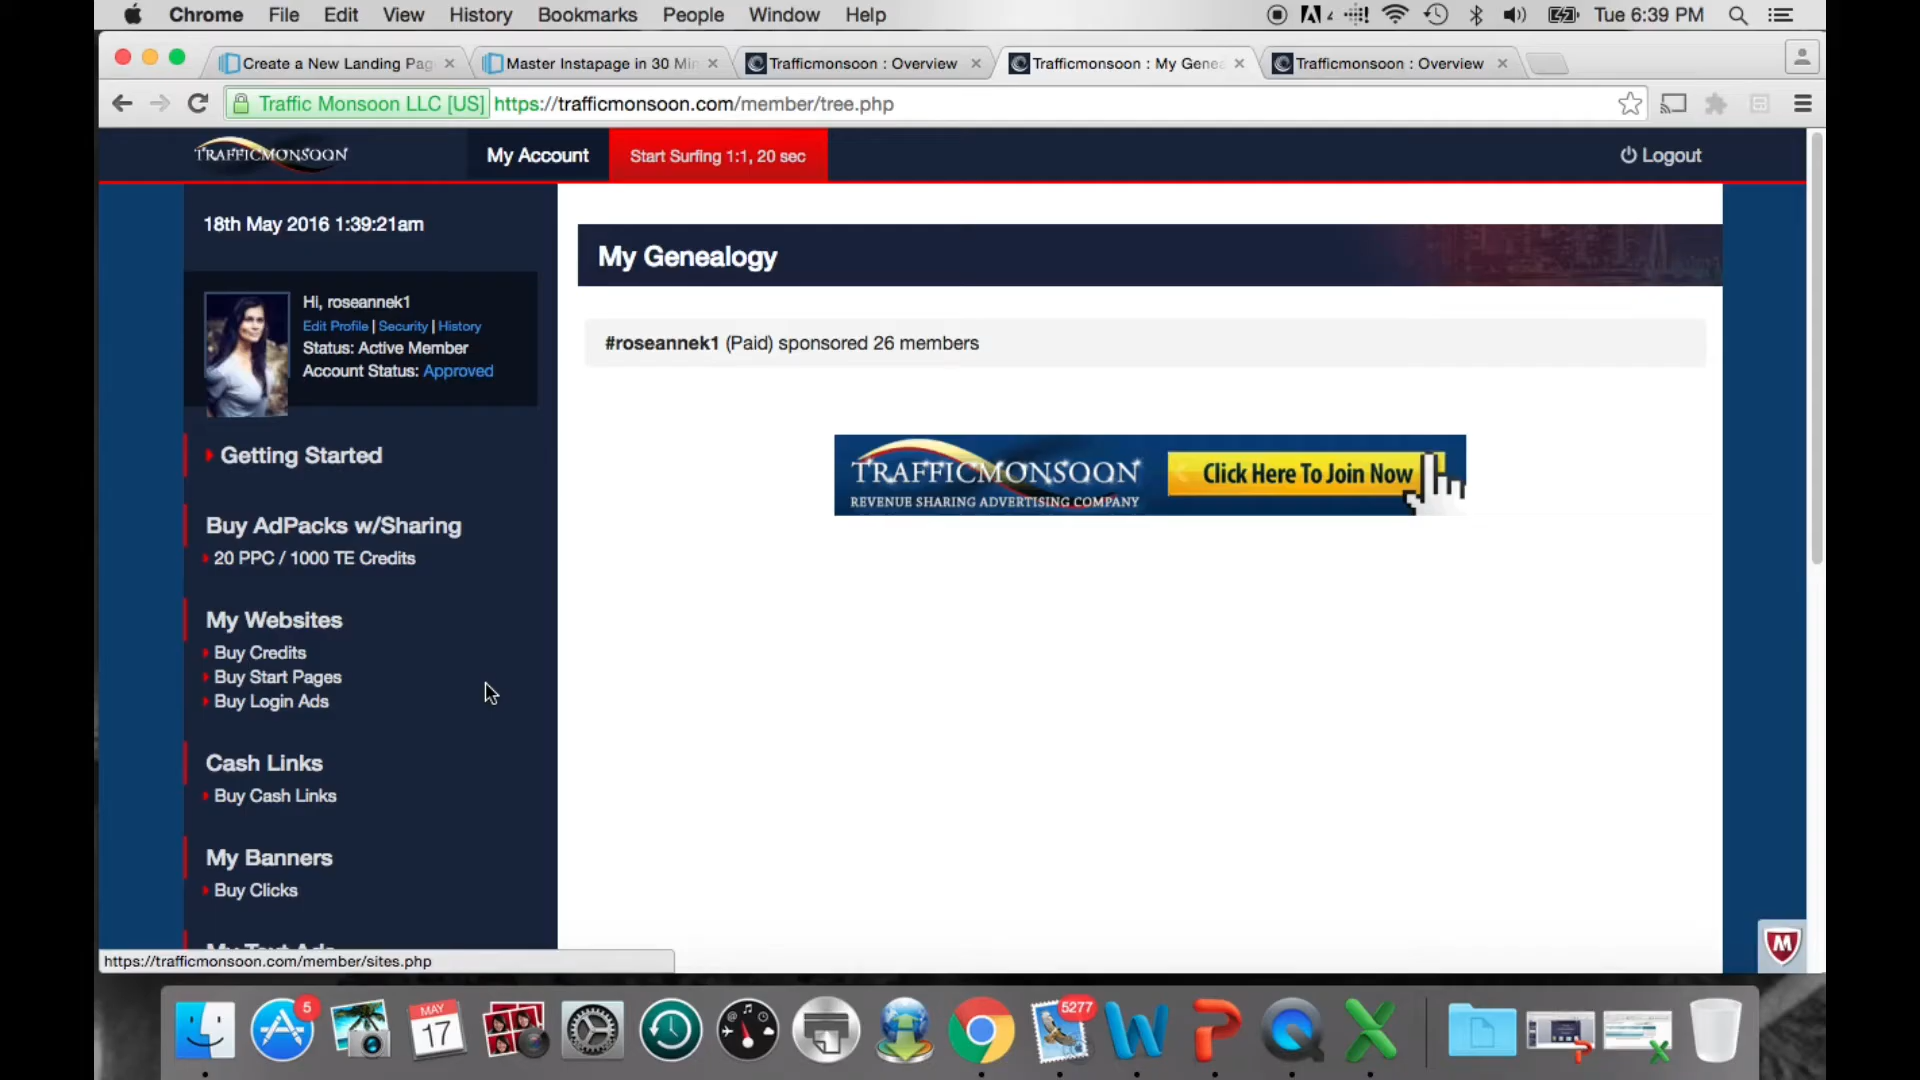 Chrome File Edit View History Bookmarks People Window Help
4 Tue 6:39 PM
Create a New Landing Pag
Master Instapage in 30 Min
Trafficmonsoon : Overview
Trafficmonsoon : My Genea
Trafficmonsoon : Overview
Traffic Monsoon LLC [US] https://trafficmonsoon.com/member/tree.php
TRAFFICMONSOON
My Account
Start Surfing 1:1, 20 sec
Logout
18th May 2016 1:39:21am
Hi, roseannek1
Edit Profile | Security | History
Status: Active Member
Account Status: Approved
Getting Started
Buy AdPacks w/Sharing
20 PPC / 1000 TE Credits
My Websites
Buy Credits
Buy Start Pages
Buy Login Ads
Cash Links
Buy Cash Links
My Banners
Buy Clicks
My Text Ads
https://trafficmonsoon.com/member/sites.php
My Genealogy
#roseannek1 (Paid) sponsored 26 members
TRAFFICMONSOON
REVENUE SHARING ADVERTISING COMPANY
Click Here To Join Now
M
5
MAY
17
5277
W
P
X